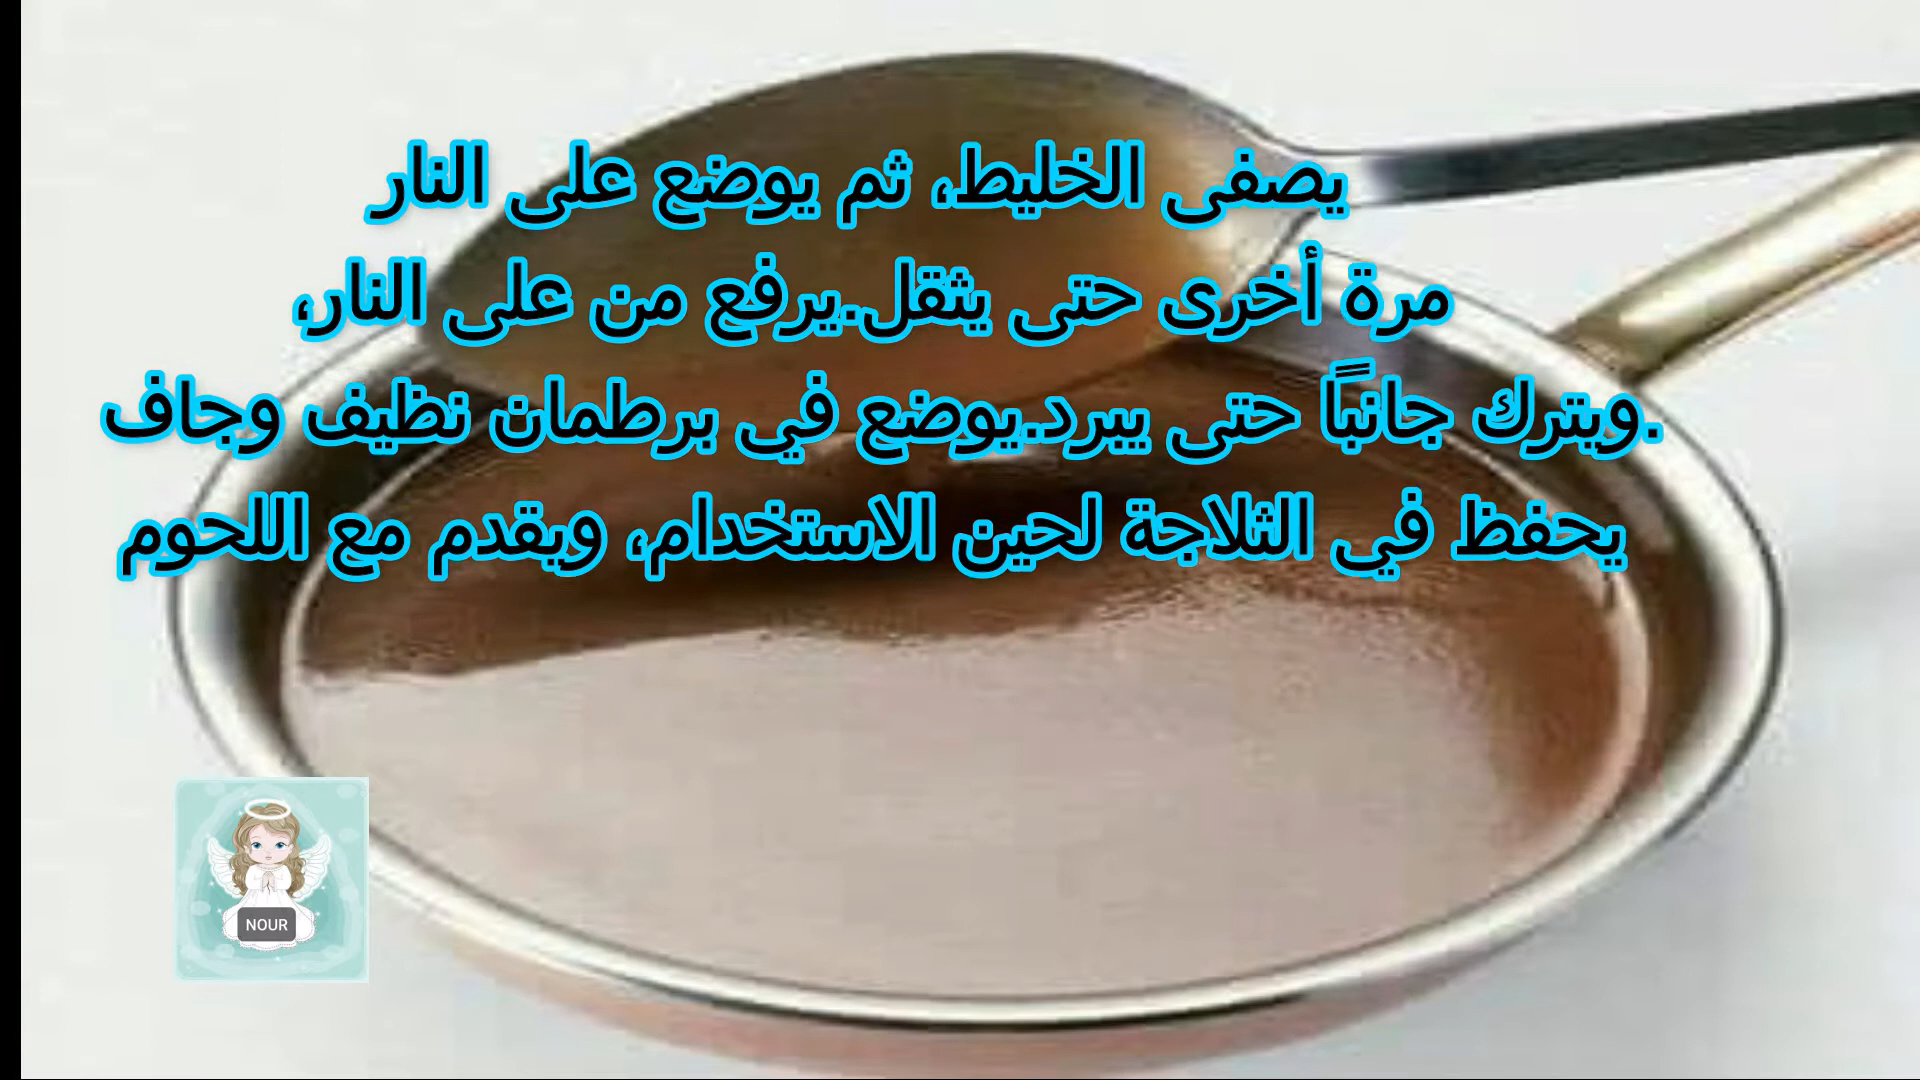 يصفى الخليط، ثم يوضع على النار
مرة أخرى حتى يثقل.يرفع من على النار،
ويترك جانبًا حتى يبرد.يوضع في برطمان نظيف وجاف.
يحفظ في الثلاجة لحين الاستخدام، ويقدم مع اللحوم
NOUR